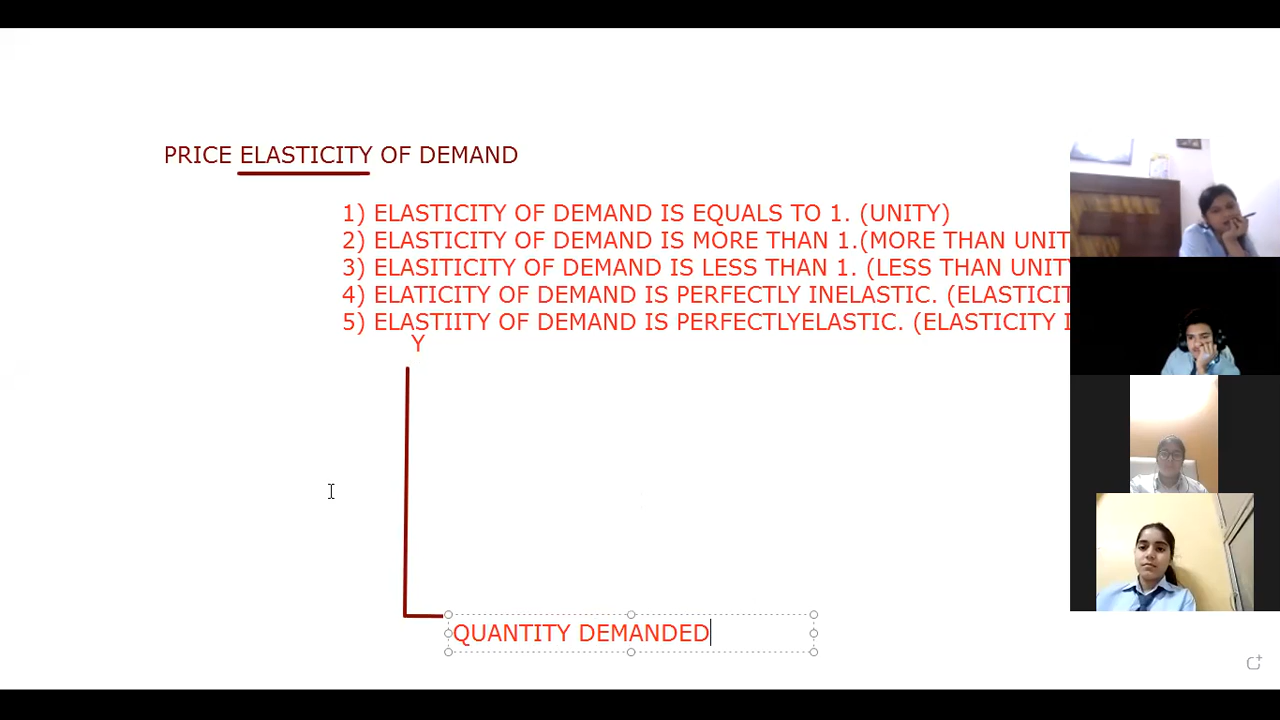 PRICE ELASTICITY OF DEMAND
1) ELASTICITY OF DEMAND IS EQUALS TO 1. (UNITY)
2) ELASTICITY OF DEMAND IS MORE THAN 1.(MORE THAN UNIT
3) ELASITICITY OF DEMAND IS LESS THAN 1. (LESS THAN UNITY
4) ELATICITY OF DEMAND IS PERFECTLY INELASTIC. (ELASTICIT
5) ELASTIITY OF DEMAND IS PERFECTLYELASTIC. (ELASTICITY I
Y
QUANTITY DEMANDED